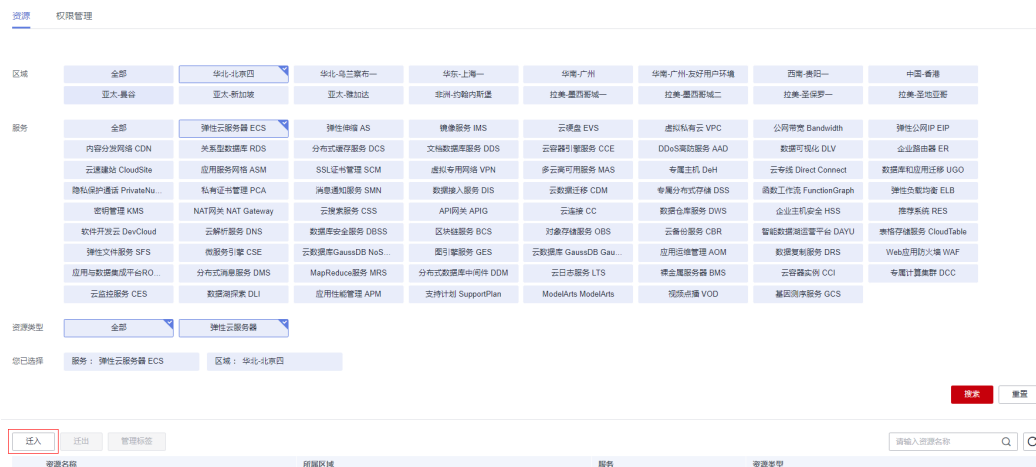 资源 权限管理
区域 全部 华北-北京四 华北-乌兰察布一 华东-上海一 华南-广州 华南-广州-友好用户环境 西南-贵阳一 中国-香港
亚太-曼谷 亚太-新加坡 亚太-雅加达 非洲-约翰内斯堡 拉美-墨西哥城一 拉美-墨西哥城二 拉美-圣保罗一 拉美-圣地亚哥
服务 全部 弹性云服务器 ECS 弹性伸缩 AS 镜像服务 IMS 云硬盘 EVS 虚拟私有云 VPC 公网带宽 Bandwidth 弹性公网IP EIP
内容分发网络 CDN 关系型数据库 RDS 分布式缓存服务 DCS 文档数据库服务 DDS 云容器引擎服务 CCE DDoS高防服务 AAD 数据可视化 DLV 企业路由器 ER
云速建站 CloudSite 应用服务网格 ASM SSL证书管理 SCM 虚拟专用网络 VPN 多云高可用服务 MAS 专属主机 DeH 云专线 Direct Connect 数据库和应用迁移 UGO
隐私保护通话 PrivateNu... 私有证书管理 PCA 消息通知服务 SMN 数据接入服务 DIS 云数据迁移 CDM 专属分布式存储 DSS 函数工作流 FunctionGraph 弹性负载均衡 ELB
密钥管理 KMS NAT网关 NAT Gateway 云搜索服务 CSS API网关 APIG 云连接 CC 数据仓库服务 DWS 企业主机安全 HSS 推荐系统 RES
软件开发云 DevCloud 云解析服务 DNS 数据库安全服务 DBSS 区块链服务 BCS 对象存储服务 OBS 云备份服务 CBR 智能数据湖运营平台 DAYU 表格存储服务 CloudTable
弹性文件服务 SFS 微服务引擎 CSE 云数据库GaussDB NoS... 图引擎服务 GES 云数据库 GaussDB Gau... 应用运维管理 AOM 数据复制服务 DRS Web应用防火墙 WAF
应用与数据集成平台RO... 分布式消息服务 DMS MapReduce服务 MRS 分布式数据库中间件 DDM 云日志服务 LTS 裸金属服务器 BMS 云容器实例 CCI 专属计算集群 DCC
云监控服务 CES 数据湖探索 DLI 应用性能管理 APM 支持计划 SupportPlan ModelArts ModelArts 视频点播 VOD 基因测序服务 GCS
资源类型 全部 弹性云服务器
您已选择 服务： 弹性云服务器 ECS 区域： 华北-北京四
搜索 重置
迁入 迁出 管理标签 请输入资源名称
资源名称 所属区域 服务 资源类型